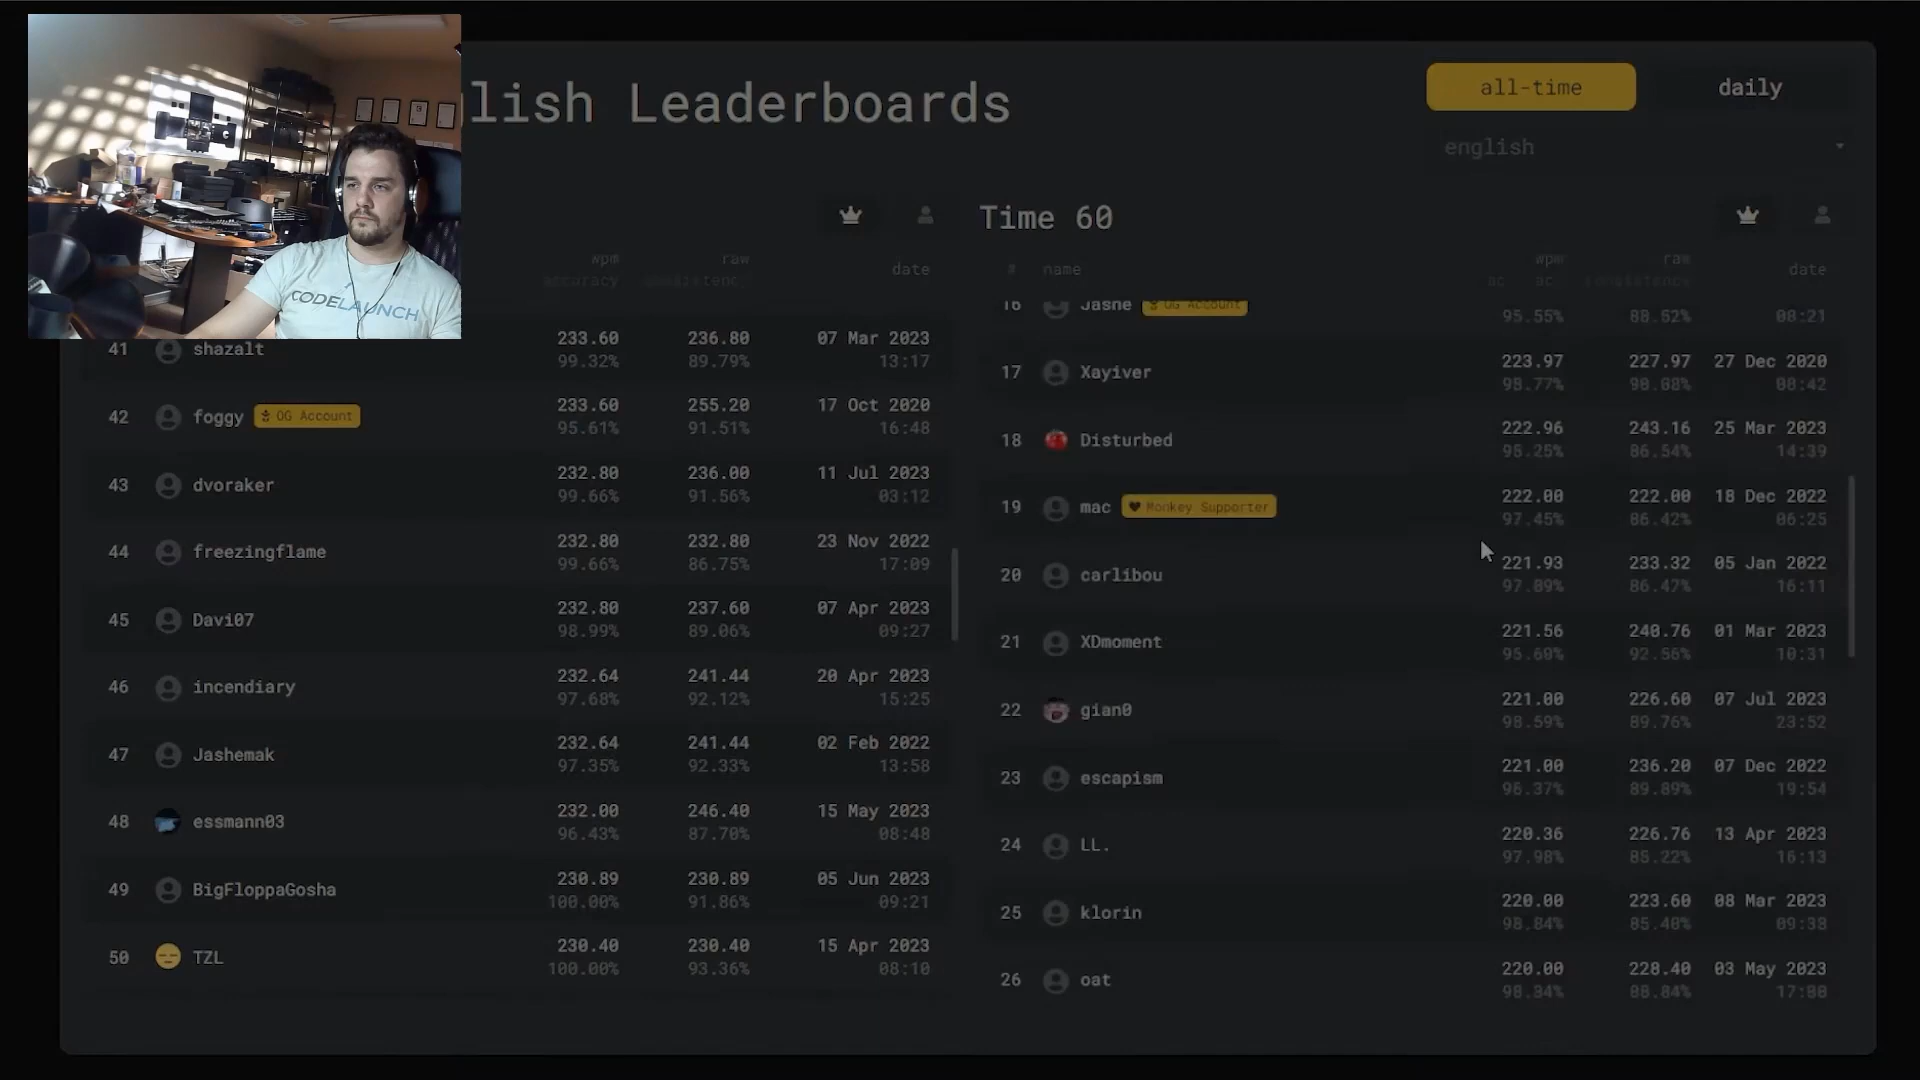 lish Leaderboards
all-time
daily
english
Time 60
wpm raw date
accuracy consistency
# name wpm raw date
consistency
41 shazalt 233.60 236.80 07 Mar 2023
99.32% 89.79% 13:17
42 foggy OG Account 233.60 255.20 17 Oct 2020
95.61% 91.51% 16:48
43 dvoraker 232.80 236.00 11 Jul 2023
99.66% 91.56% 03:12
44 freezingflame 232.80 232.80 23 Nov 2022
99.66% 86.75% 17:09
45 Davi07 232.80 237.60 07 Apr 2023
98.99% 89.06% 09:27
46 incendiary 232.64 241.44 20 Apr 2023
97.68% 92.12% 15:25
47 Jashemak 232.64 241.44 02 Feb 2022
97.35% 92.33% 13:58
48 essmann03 232.00 246.40 15 May 2023
96.43% 87.70% 08:48
49 BigFloppaGosha 230.89 230.89 05 Jun 2023
100.00% 91.86% 09:21
50 TZL 230.40 230.40 15 Apr 2023
100.00% 93.36% 08:10
16 Jasne OG Account
95.55% 88.62% 08:21
17 Xayiver 223.97 227.97 27 Dec 2020
98.77% 08:42
18 Disturbed 222.96 243.16 25 Mar 2023
86.54% 14:39
19 mac Monkey Supporter 222.00 222.00 18 Dec 2022
97.45% 86.42% 06:25
20 carlibou 221.93 233.32 05 Jan 2022
97.89% 86.47% 16:11
21 XDmoment 221.56 240.76 01 Mar 2023
92.56% 10:31
22 gian0 221.00 226.60 07 Jul 2023
98.59% 89.76% 23:52
23 escapism 221.00 236.20 07 Dec 2022
96.37% 89.89% 19:54
24 LL. 220.36 226.76 13 Apr 2023
97.98% 85.22% 16:13
25 klorin 220.00 223.60 08 Mar 2023
98.84% 09:38
26 oat 220.00 228.40 03 May 2023
98.34%
CODELAUNCH